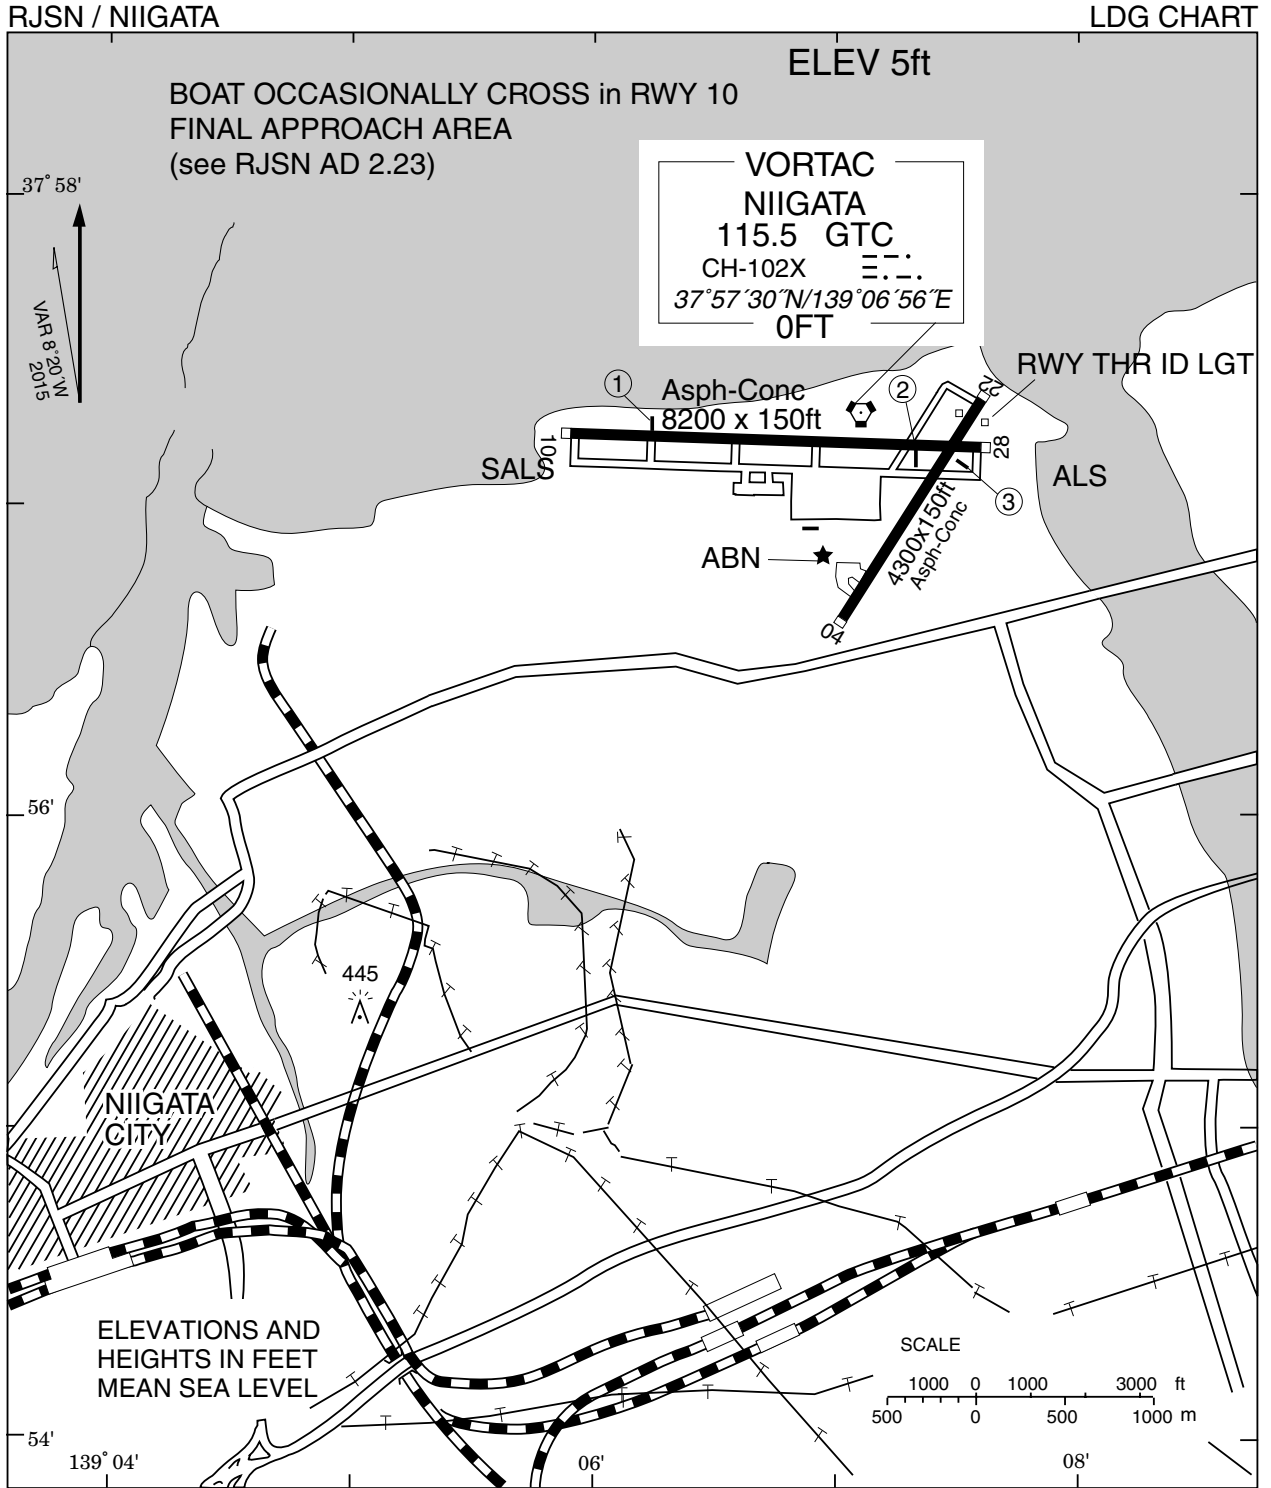 RJSN / NIIGATA
LDG CHART
ELEV 5ft
BOAT OCCASIONALLY CROSS in RWY 10
FINAL APPROACH AREA
(see RJSN AD 2.23)
VORTAC
NIIGATA
115.5 GTC
CH-102X
37°57´30˝N/139°06´56˝E
0FT
37°58'
VAR 8°20´W
2015
RWY THR ID LGT
1
Asph-Conc
8200 x 150ft
2
22
10
28
SALS
ALS
3
4300x150ft
Asph-Conc
ABN
04
56'
445
NIIGATA
CITY
ELEVATIONS AND
HEIGHTS IN FEET
MEAN SEA LEVEL
SCALE
1000 0 1000 3000 ft
500 0 500 1000 m
54'
139°04'
06'
08'